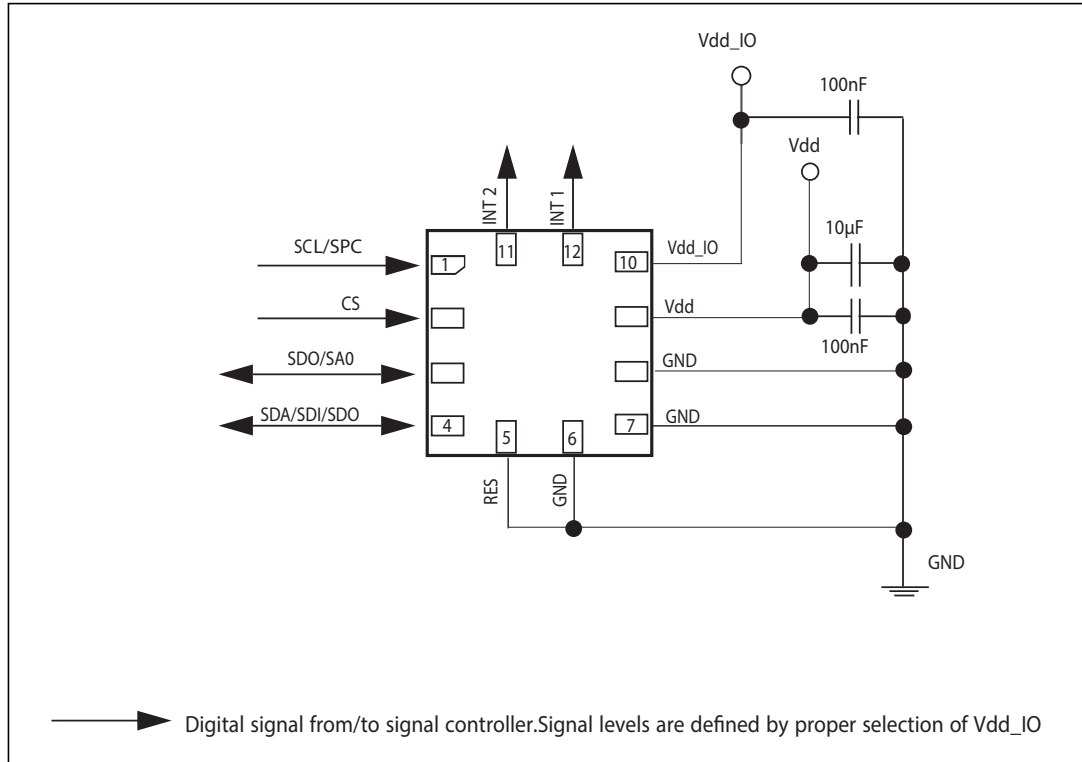 Vdd_IO
100nF
Vdd
INT 2
INT 1
10µF
SCL/SPC
1
11
12
10
Vdd_IO
CS
Vdd
100nF
SDO/SA0
GND
SDA/SDI/SDO
4
5
6
7
GND
RES
GND
GND
Digital signal from/to signal controller.Signal levels are defined by proper selection of Vdd_IO